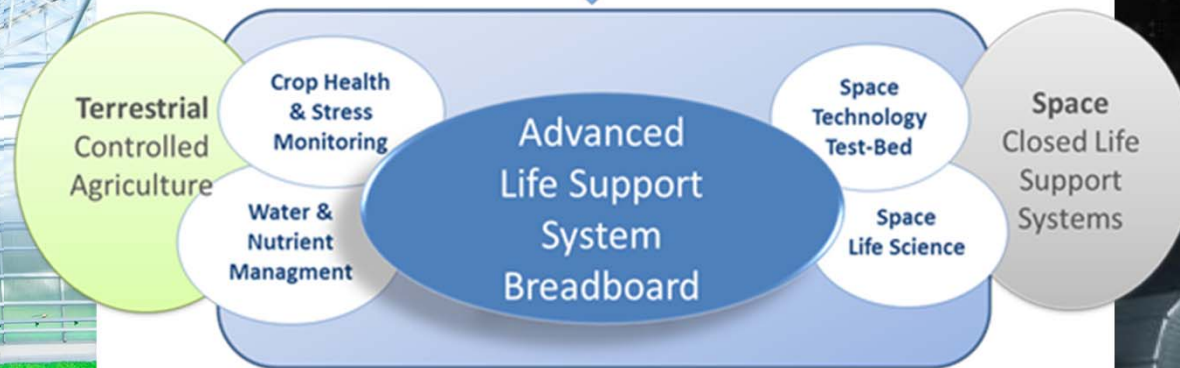 Terrestrial
Controlled
Agriculture
Crop Health
& Stress
Monitoring
Water &
Nutrient
Managment
Advanced
Life Support
System
Breadboard
Space
Technology
Test-Bed
Space
Life Science
Space
Closed Life
Support
Systems